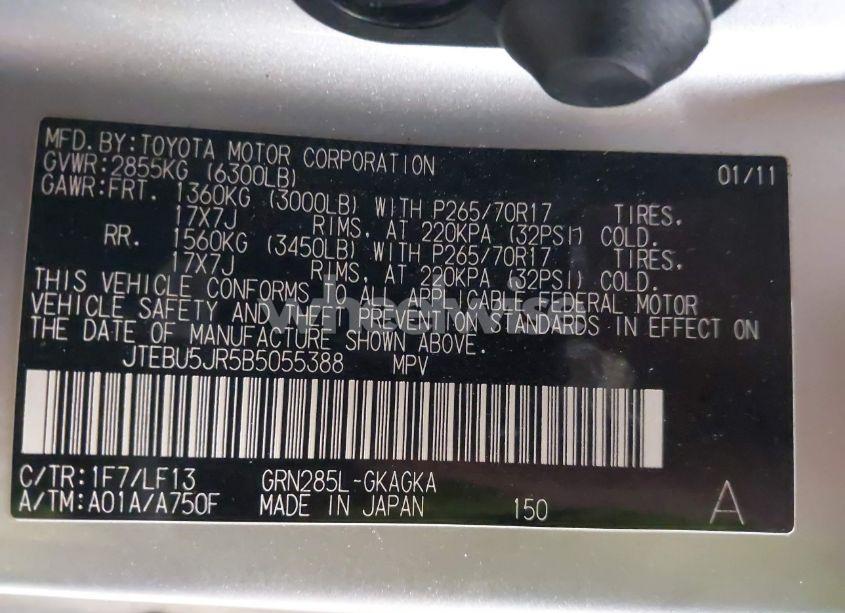 MFD. BY: TOYOTA MOTOR CORPORATION 01/11
GVWR: 2855KG (6300LB)
GAWR: FRT. 1360KG (3000LB) WITH P265/70R17 TIRES.
17X7J RIMS, AT 220KPA (32PSI) COLD.
RR. 1560KG (3450LB) WITH P265/70R17 TIRES.
17X7J RIMS, AT 220KPA (32PSI) COLD.
THIS VEHICLE CONFORMS TO ALL APPLICABLE FEDERAL MOTOR
VEHICLE SAFETY AND THEFT PREVENTION STANDARDS IN EFFECT ON
THE DATE OF MANUFACTURE SHOWN ABOVE.
wheelwise
JTEBU5JR5B5055388 MPV
C/TR: 1F7/LF13 GRN285L-GKAGKA
A/TM: A01A/A750F MADE IN JAPAN 150 A